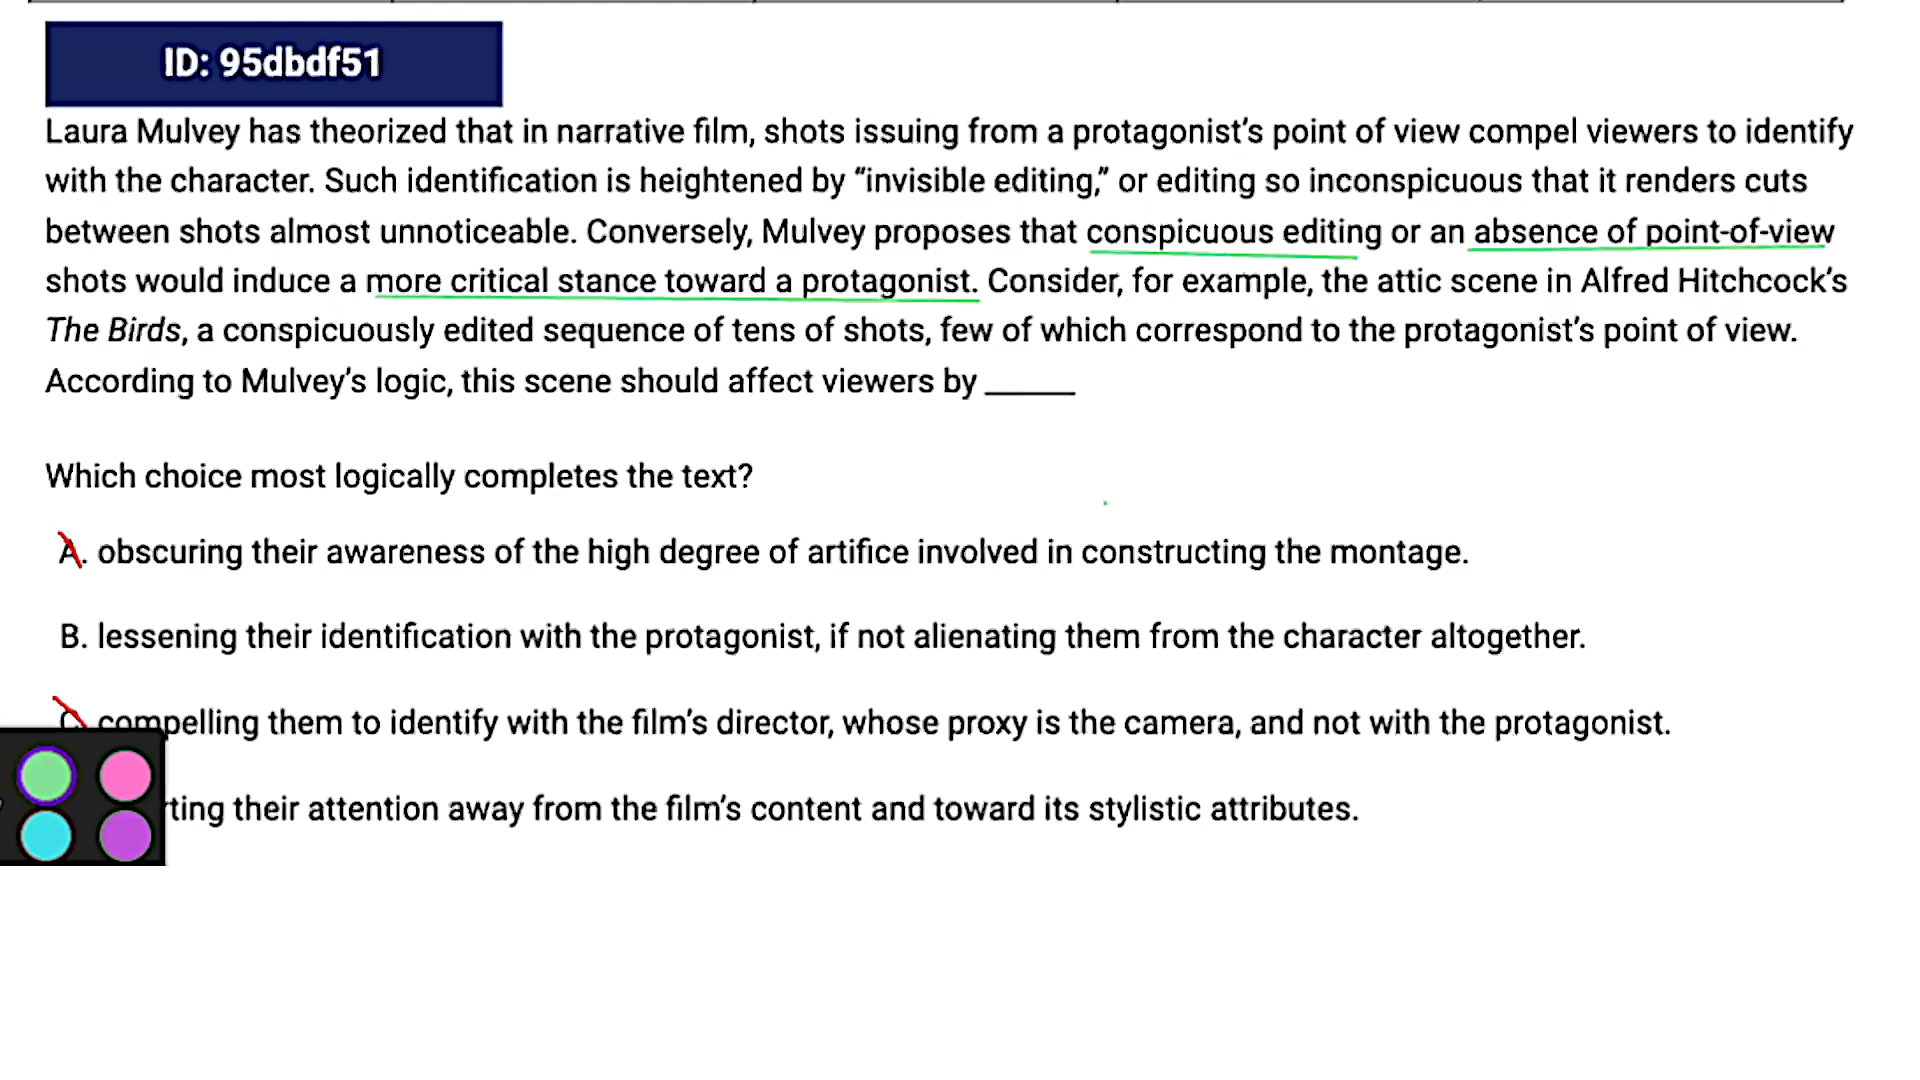 ID: 95dbdf51
Laura Mulvey has theorized that in narrative film, shots issuing from a protagonist’s point of view compel viewers to identify
with the character. Such identification is heightened by “invisible editing,” or editing so inconspicuous that it renders cuts
between shots almost unnoticeable. Conversely, Mulvey proposes that conspicuous editing or an absence of point-of-view
shots would induce a more critical stance toward a protagonist. Consider, for example, the attic scene in Alfred Hitchcock’s
The Birds, a conspicuously edited sequence of tens of shots, few of which correspond to the protagonist’s point of view.
According to Mulvey’s logic, this scene should affect viewers by ______
Which choice most logically completes the text?
A. obscuring their awareness of the high degree of artifice involved in constructing the montage.
B. lessening their identification with the protagonist, if not alienating them from the character altogether.
C. compelling them to identify with the film’s director, whose proxy is the camera, and not with the protagonist.
their attention away from the film’s content and toward its stylistic attributes.